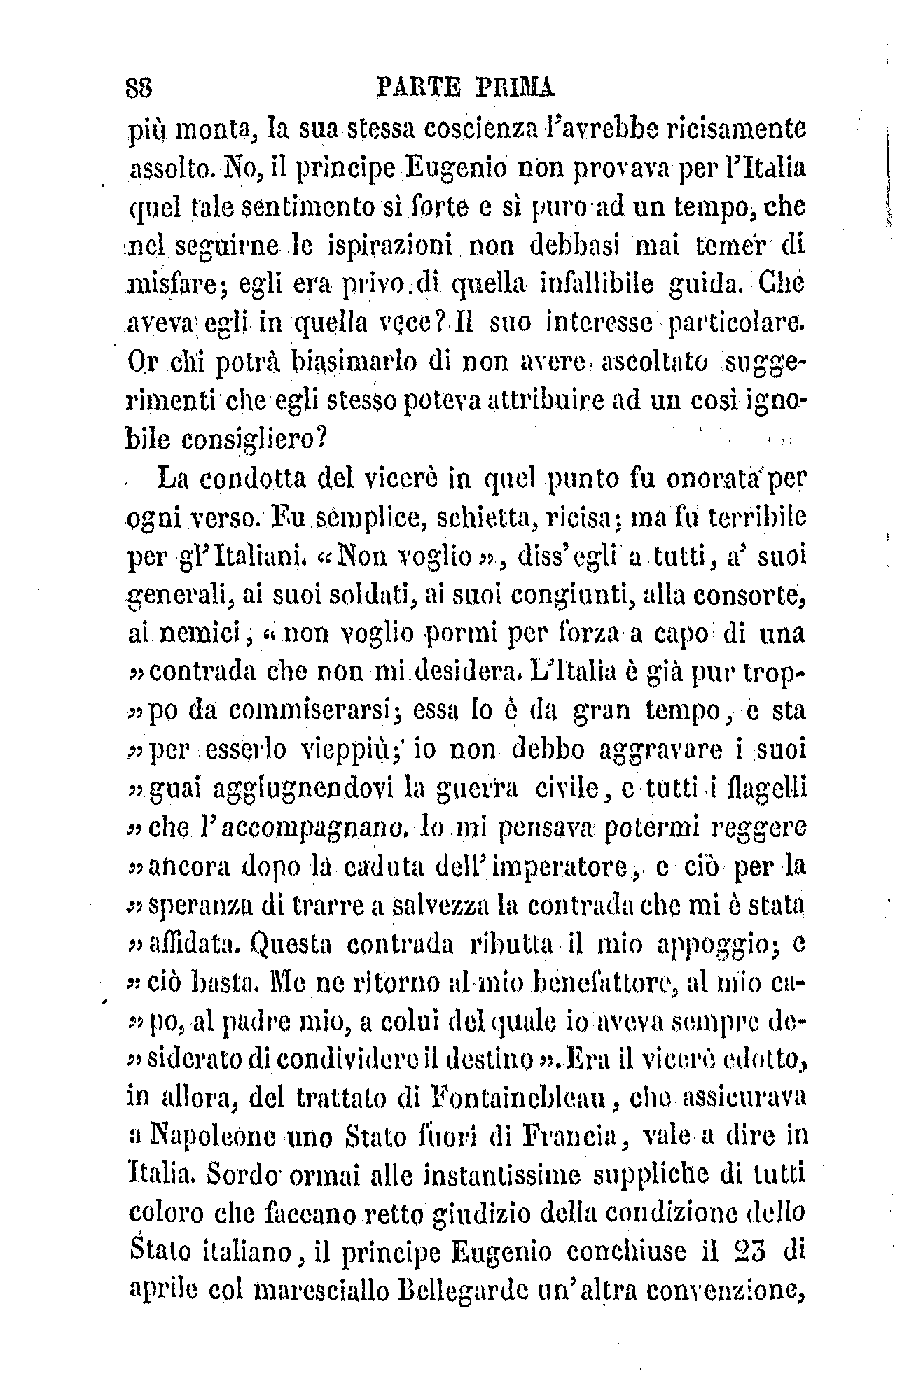 88 PARTE PRIMA
più monta, la sua stessa coscienza l'avrebbe ricisamente
assolto. No, il principe Eugenio non provava per l'Italia
quel tale sentimento sì forte e sì puro ad un tempo, che
nel seguirne le ispirazioni non debbasi mai temer di
misfare; egli era privo di quella infallibile guida. Che
aveva egli in quella vece? Il suo interesse particolare.
Or chi potrà biasimarlo di non avere ascoltato sugge-
rimenti che egli stesso poteva attribuire ad un così igno-
bile consigliero?
La condotta del vicerè in quel punto fu onorata per
ogni verso. Fu semplice, schietta, ricisa; ma fu terribile
per gl'Italiani. «Non voglio», diss'egli a tutti, a' suoi
generali, ai suoi soldati, ai suoi congiunti, alla consorte,
ai nemici, «non voglio pormi per forza a capo di una
»contrada che non mi desidera. L'Italia è già pur trop-
»po da commiserarsi; essa lo è da gran tempo, e sta
»per esserlo vieppiù; io non debbo aggravare i suoi
»guai aggiugnendovi la guerra civile, e tutti i flagelli
»che l'accompagnano. Io mi pensava potermi reggere
»ancora dopo la caduta dell'imperatore, e ciò per la
»speranza di trarre a salvezza la contrada che mi è stata
»affidata. Questa contrada ributta il mio appoggio; e
»ciò basta. Me ne ritorno al mio benefattore, al mio ca-
»po, al padre mio, a colui del quale io aveva sempre de-
»siderato di condividere il destino». Era il vicerè edotto,
in allora, del trattato di Fontainebleau, che assicurava
a Napoleone uno Stato fuori di Francia, vale a dire in
Italia. Sordo ormai alle instantissime suppliche di tutti
coloro che faceano retto giudizio della condizione dello
Stato italiano, il principe Eugenio conchiuse il 23 di
aprile col maresciallo Bellegarde un'altra convenzione,